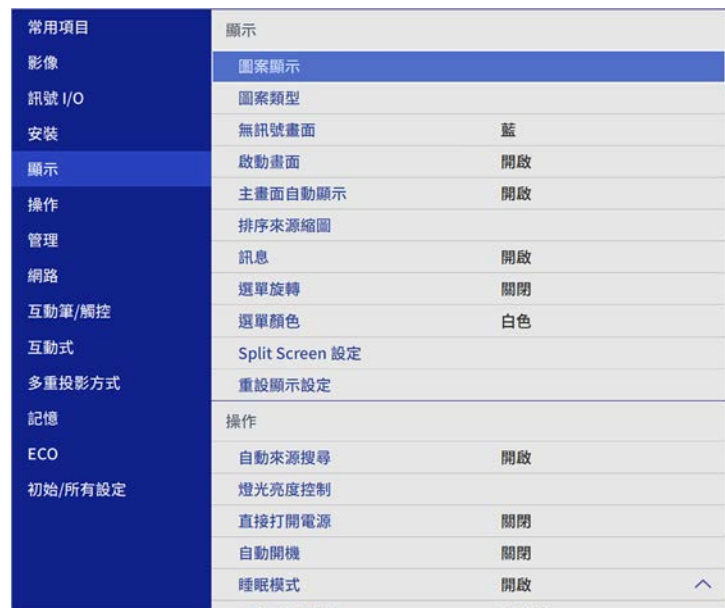 常用項目
影像
訊號 I/O
安裝
顯示
操作
管理
網路
互動筆/觸控
互動式
多重投影方式
記憶
ECO
初始/所有設定
顯示
圖案顯示
圖案類型
無訊號畫面 藍
啟動畫面 開啟
主畫面自動顯示 開啟
排序來源縮圖
訊息 開啟
選單旋轉 關閉
選單顏色 白色
Split Screen 設定
重設顯示設定
操作
自動來源搜尋 開啟
燈光亮度控制
直接打開電源 關閉
自動開機 關閉
睡眠模式 開啟